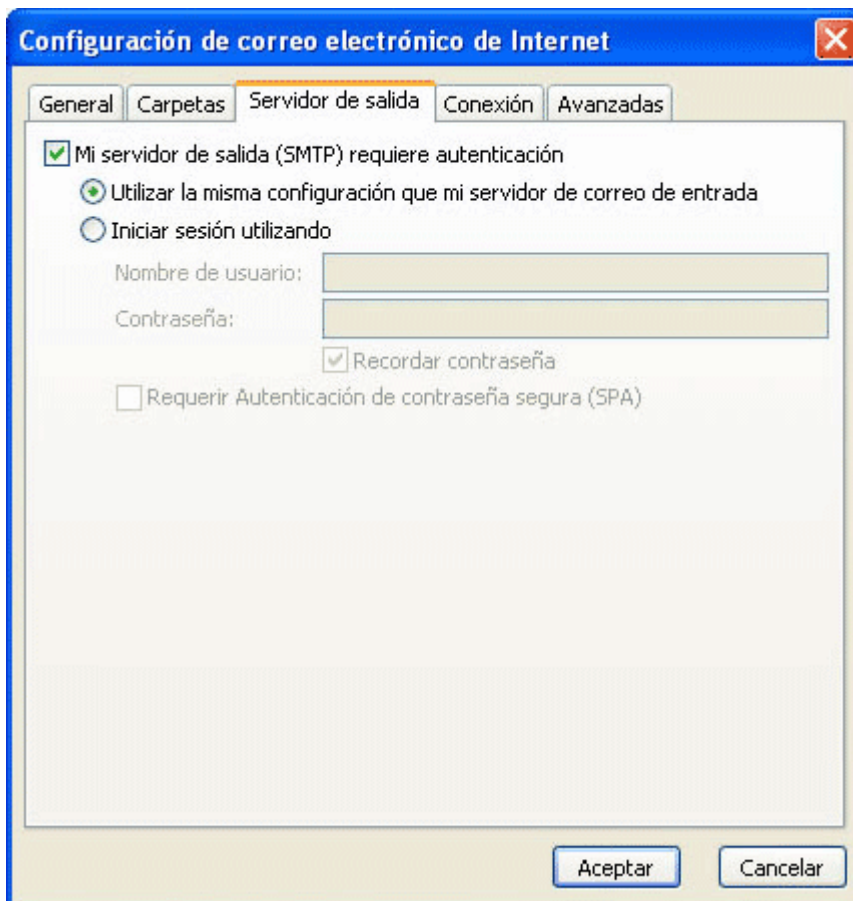 Configuración de correo electrónico de Internet
General Carpetas Servidor de salida Conexión Avanzadas
Mi servidor de salida (SMTP) requiere autenticación
Utilizar la misma configuración que mi servidor de correo de entrada
Iniciar sesión utilizando
Nombre de usuario:
Contraseña:
Recordar contraseña
Requerir Autenticación de contraseña segura (SPA)
Aceptar Cancelar